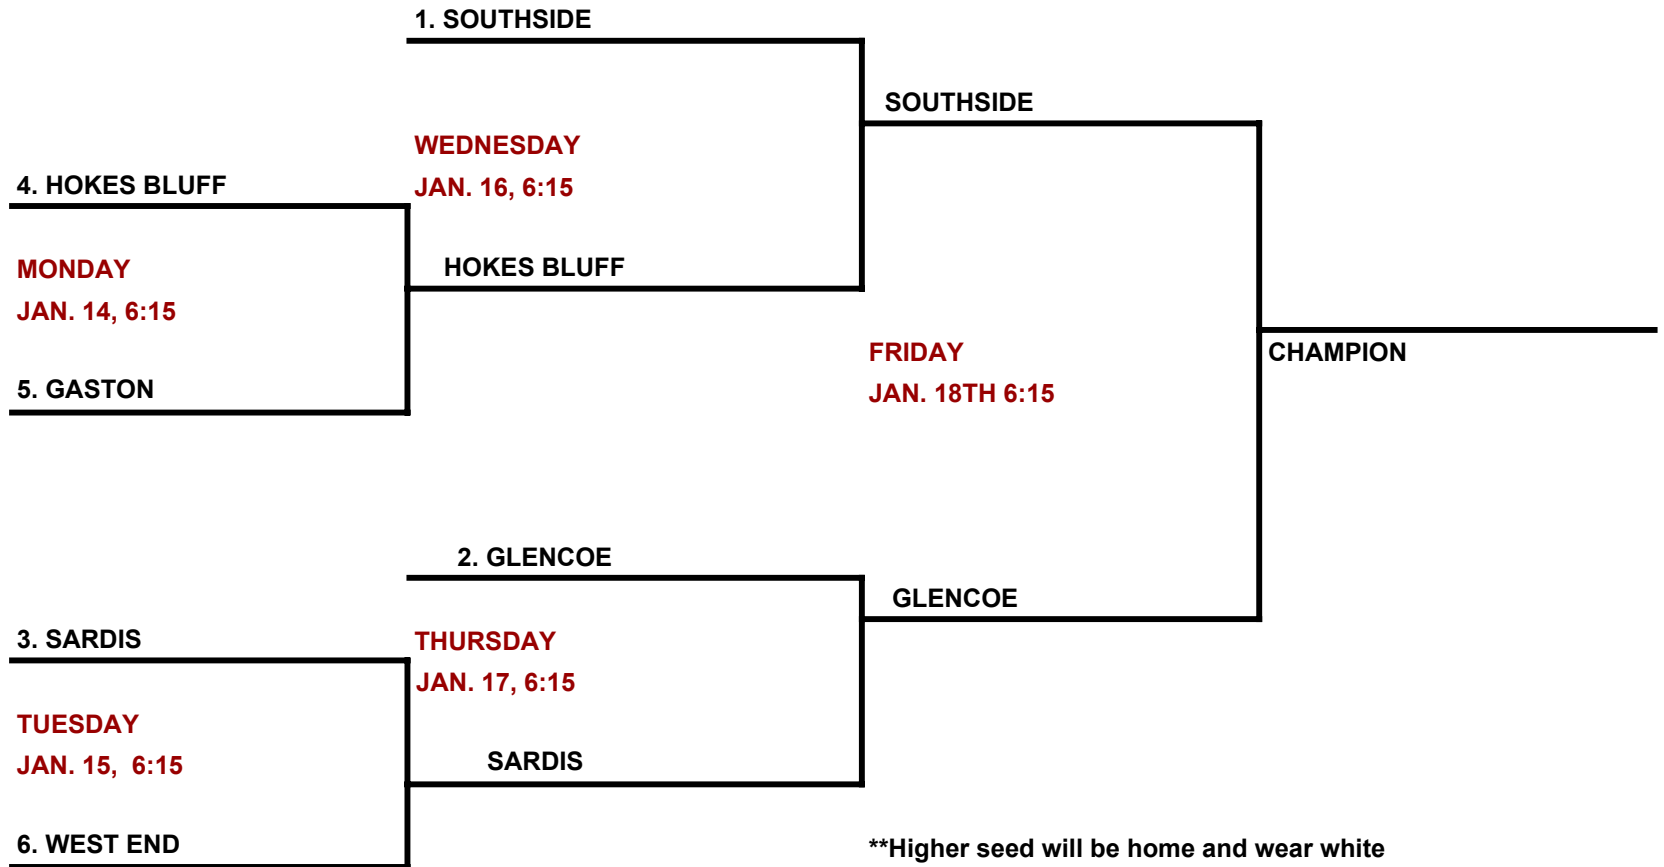 1. SOUTHSIDE
SOUTHSIDE
WEDNESDAY
JAN. 16, 6:15
4. HOKES BLUFF
MONDAY
JAN. 14, 6:15
HOKES BLUFF
5. GASTON
FRIDAY
JAN. 18TH 6:15
CHAMPION
2. GLENCOE
GLENCOE
3. SARDIS
THURSDAY
JAN. 17, 6:15
TUESDAY
JAN. 15, 6:15
SARDIS
6. WEST END
**Higher seed will be home and wear white